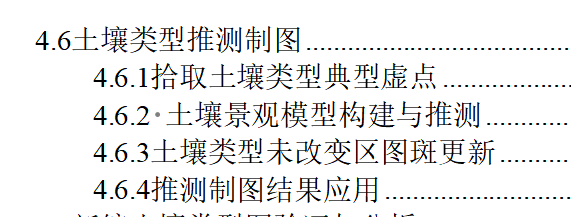 4.6土壤类型推测制图
4.6.1拾取土壤类型典型虚点
4.6.2·土壤景观模型构建与推测
4.6.3土壤类型未改变区图斑更新
4.6.4推测制图结果应用